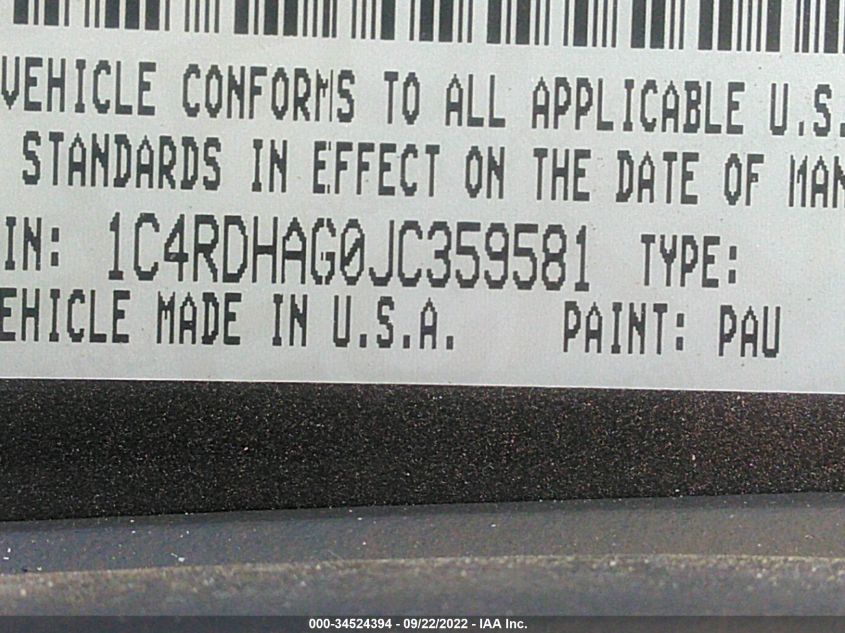 VEHICLE CONFORMS TO ALL APPLICABLE U.S.
STANDARDS IN EFFECT ON THE DATE OF MAN
IN: 1C4RDHAG0JC359581 TYPE:
EHICLE MADE IN U.S.A. PAINT: PAU
000-34524394 - 09/22/2022 - IAA Inc.